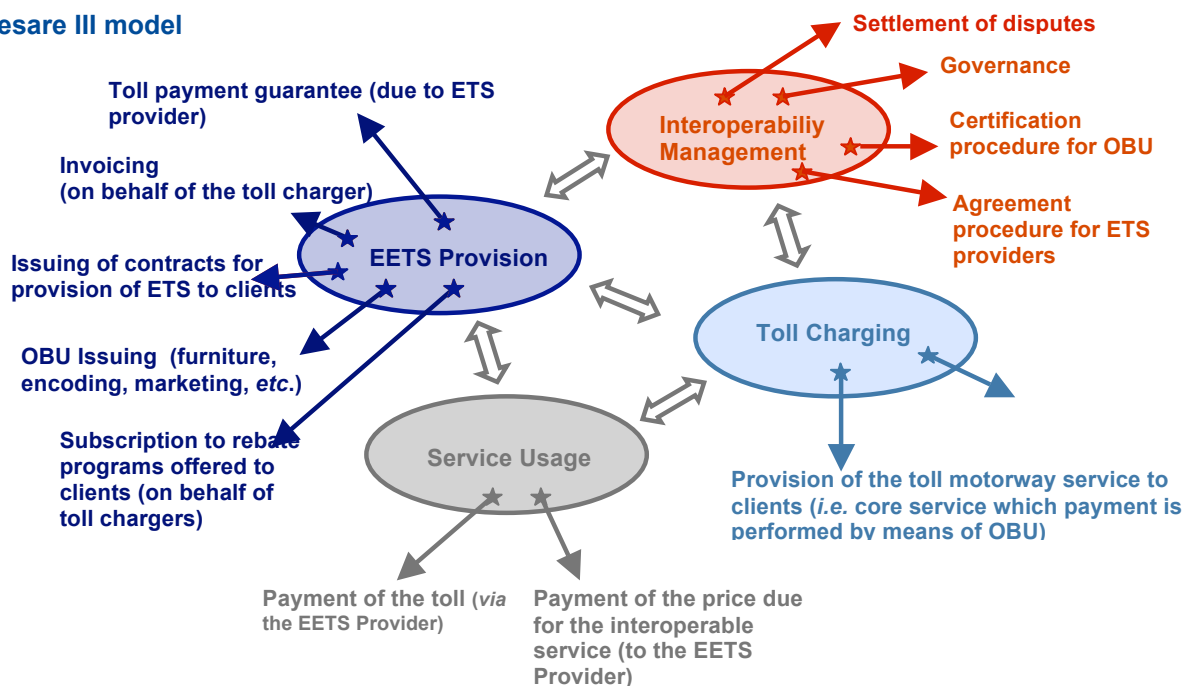 esare III model
Settlement of disputes
Governance
Toll payment guarantee (due to ETS
provider)
Interoperabiliy
Management
Certification
procedure for OBU
Invoicing
(on behalf of the toll charger)
Agreement
procedure for ETS
providers
EETS Provision
Issuing of contracts for
provision of ETS to clients
Toll Charging
OBU Issuing (furniture,
encoding, marketing, etc.)
Subscription to rebate
programs offered to
clients (on behalf of
toll chargers)
Service Usage
Provision of the toll motorway service to
clients (i.e. core service which payment is
performed by means of OBU)
Payment of the toll (via
the EETS Provider)
Payment of the price due
for the interoperable
service (to the EETS
Provider)